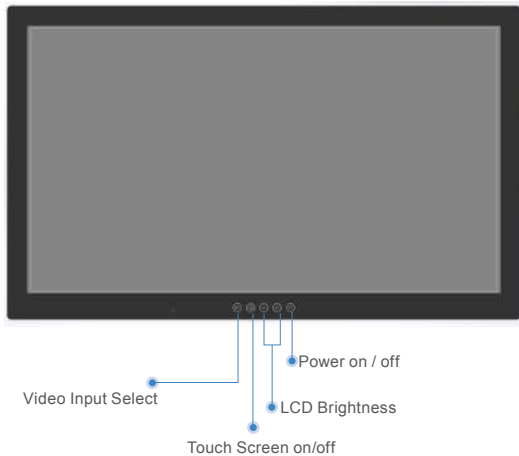 Power on / off
Video Input Select
LCD Brightness
Touch Screen on/off